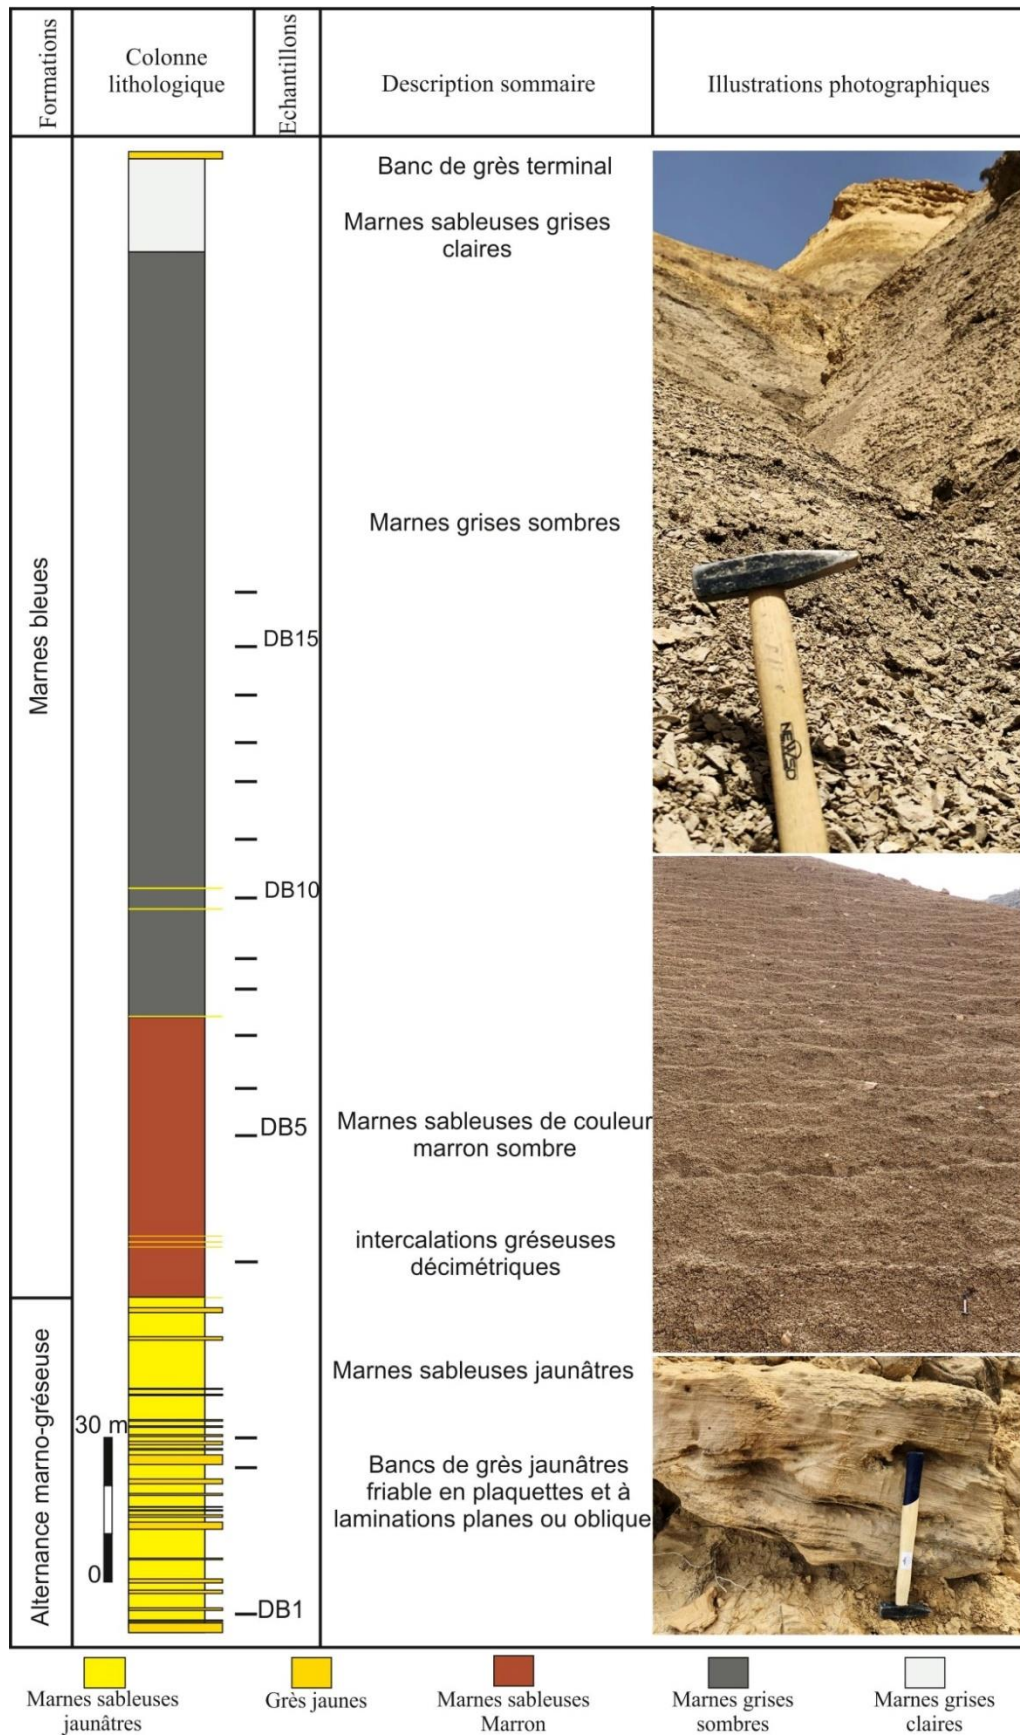 Formations
Colonne
lithologique
Echantillons
Description sommaire
Illustrations photographiques
Marnes bleues
Alternance marno-gréseuse
30 m
0
DB15
DB10
DB5
DB1
Banc de grès terminal
Marnes sableuses grises
claires
Marnes grises sombres
Marnes sableuses de couleur
marron sombre
intercalations gréseuses
décimétriques
Marnes sableuses jaunâtres
Bancs de grès jaunâtres
friable en plaquettes et à
laminations planes ou oblique
Marnes sableuses
jaunâtres
Grès jaunes
Marnes sableuses
Marron
Marnes grises
sombres
Marnes grises
claires